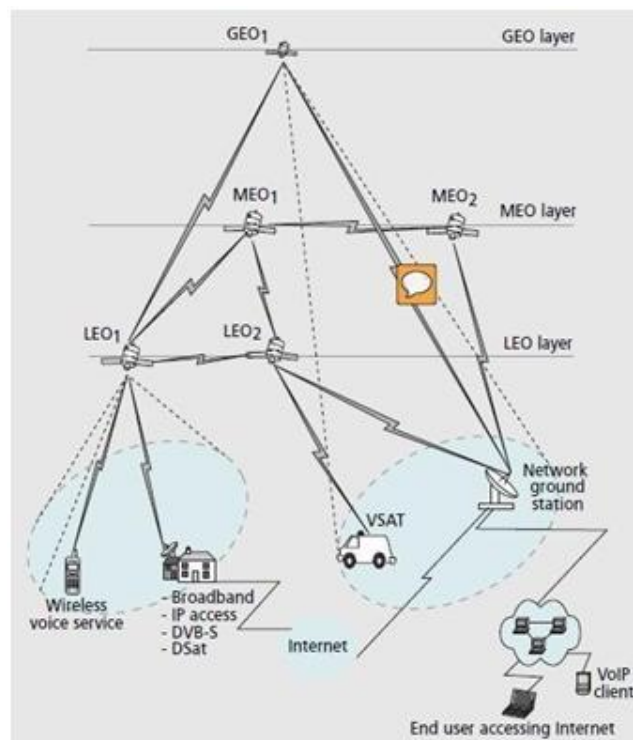 GEO1
GEO layer
MEO1
MEO2
MEO layer
LEO1
LEO2
LEO layer
Network
ground
station
VSAT
Wireless
voice service
- Broadband
- IP access
- DVB-S
- DSat
Internet
VoIP
client
End user accessing Internet